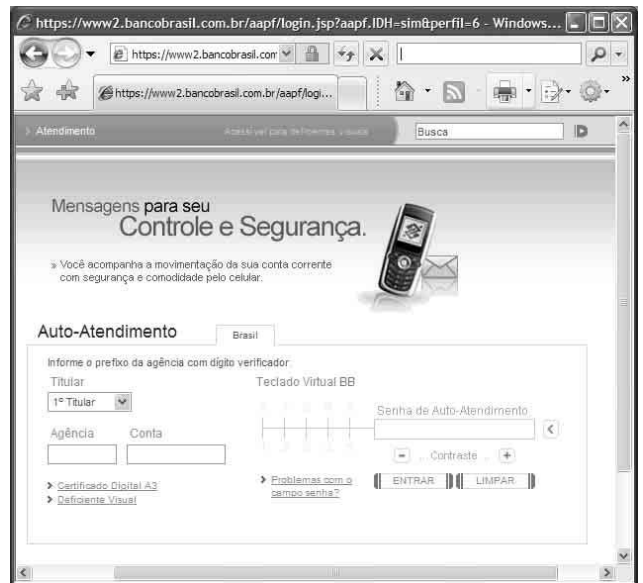 https://www2.bancobrasil.com.br/aapf/login.jsp?aapf.IDH=sim&perfil=6 - Windows...
https://www2.bancobrasil.com
https://www2.bancobrasil.com.br/aapf/logi...
Atendimento
Acessível para deficientes visuais
Busca
Mensagens para seu
Controle e Segurança.
» Você acompanha a movimentação da sua conta corrente
com segurança e comodidade pelo celular.
Auto-Atendimento
Brasil
Informe o prefixo da agência com dígito verificador
Titular
Teclado Virtual BB
1º Titular
Senha de Auto-Atendimento
Agência Conta
- .. Contraste .. +
Certificado Digital A3
Deficiente Visual
Problemas com o
campo senha?
ENTRAR
LIMPAR